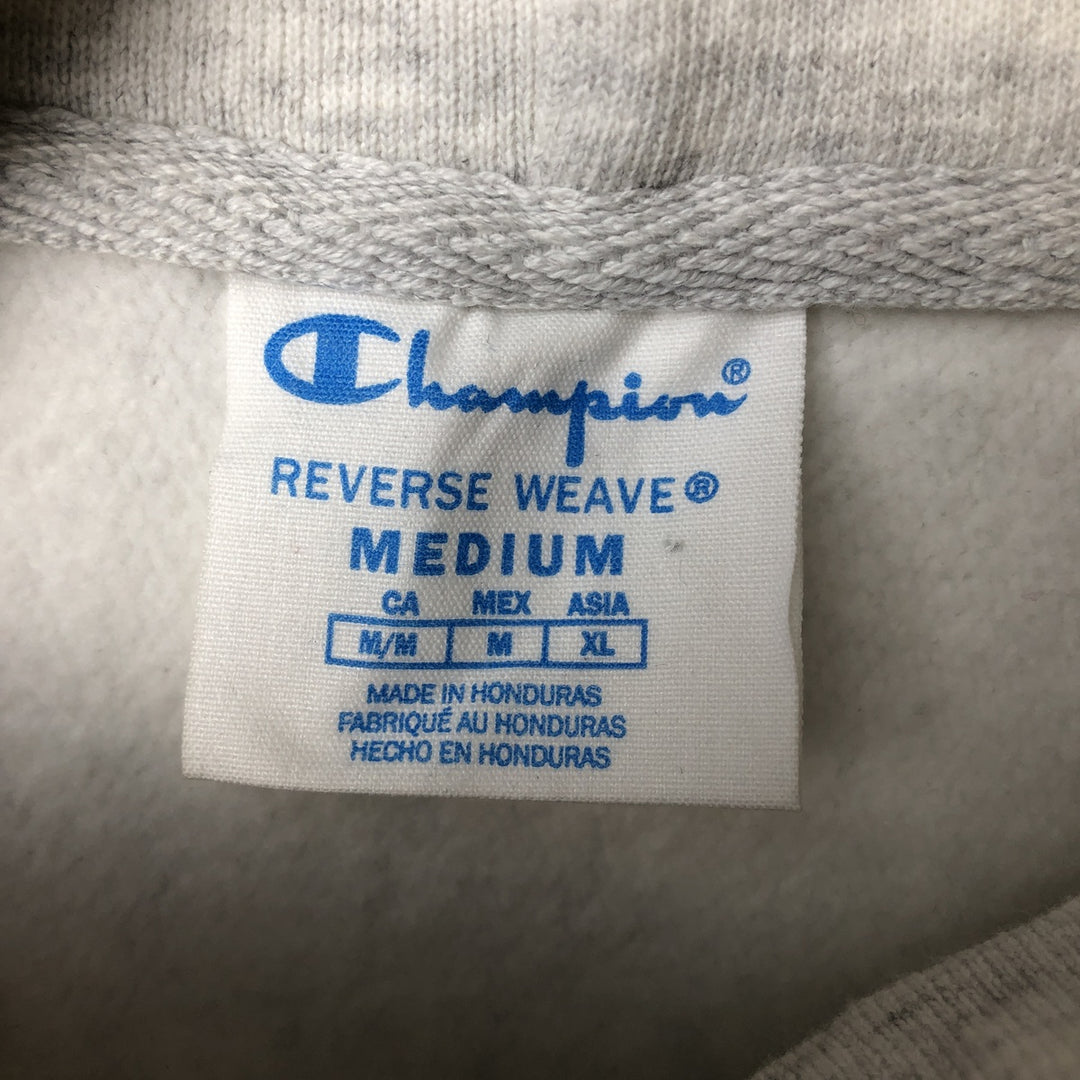 Champion®
REVERSE WEAVE®
MEDIUM
CA MEX ASIA
M/M M XL
MADE IN HONDURAS
FABRIQUÉ AU HONDURAS
HECHO EN HONDURAS